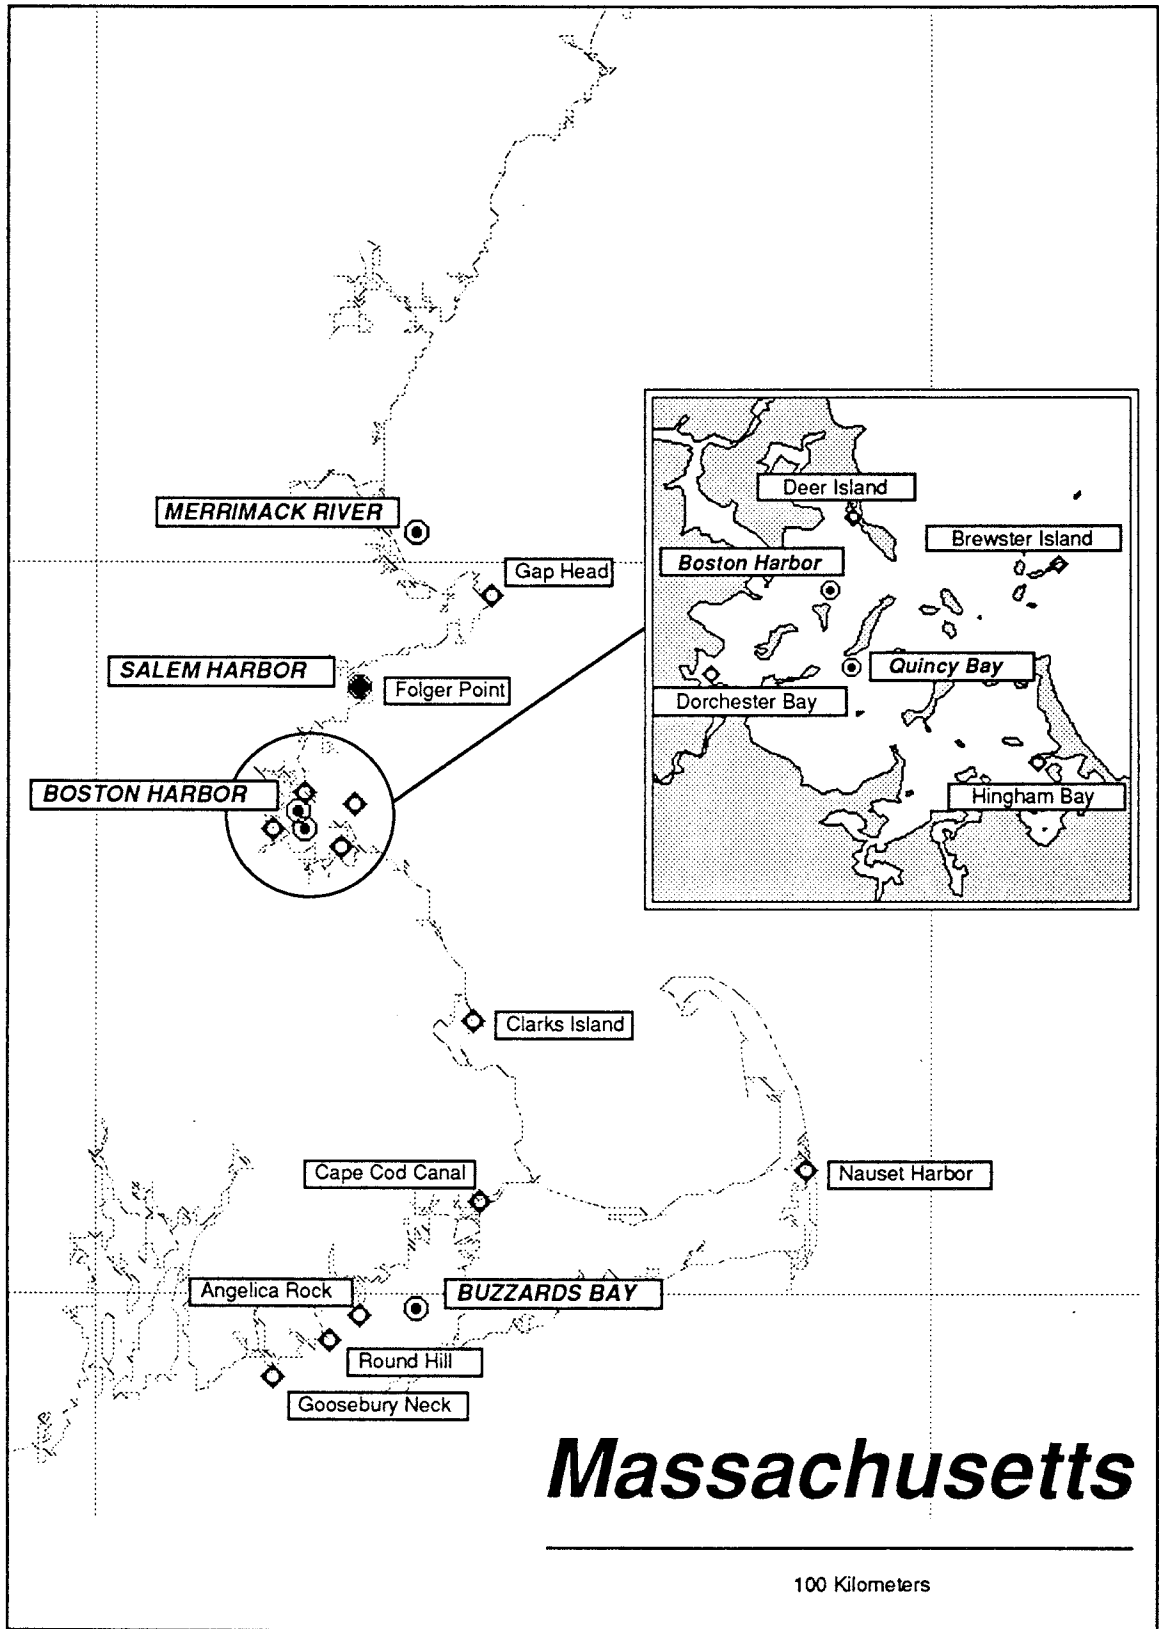 MERRIMACK RIVER
Gap Head
SALEM HARBOR
Folger Point
BOSTON HARBOR
Deer Island
Brewster Island
Boston Harbor
Quincy Bay
Dorchester Bay
Hingham Bay
Clarks Island
Cape Cod Canal
Nauset Harbor
Angelica Rock
BUZZARDS BAY
Round Hill
Goosebury Neck
Massachusetts
100 Kilometers